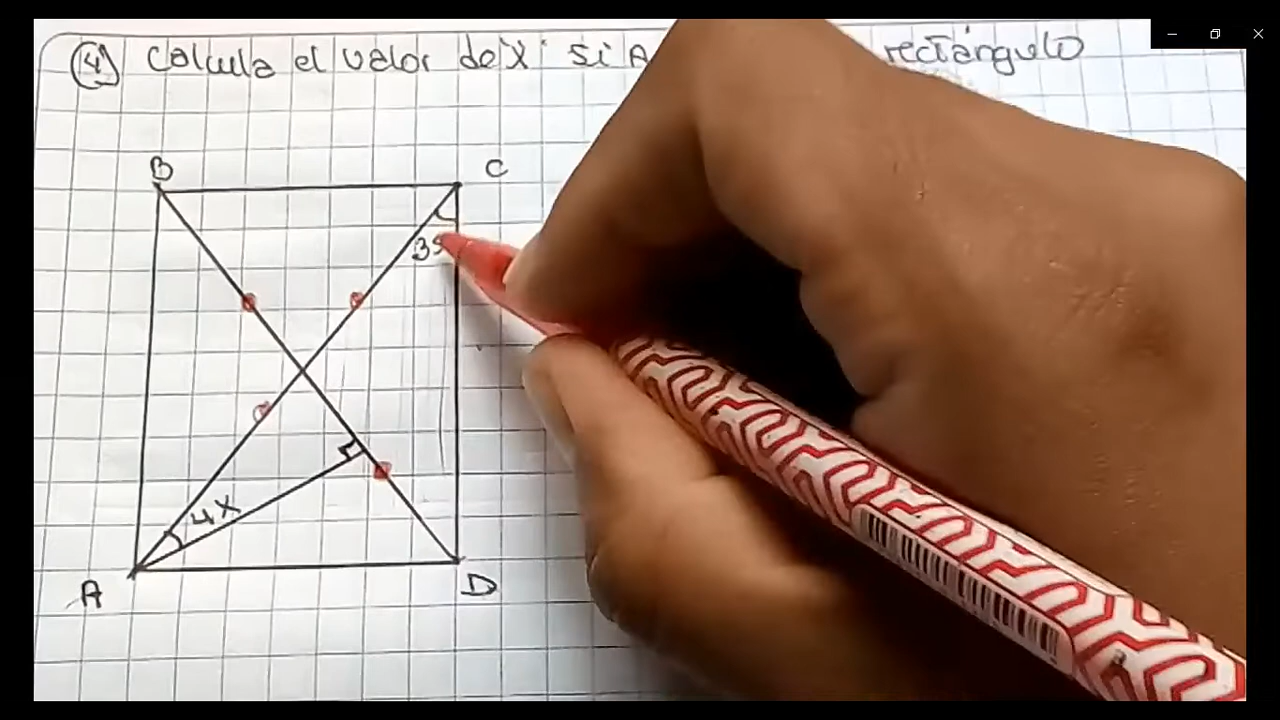 ④ Calcula el valor de "x" si A rectángulo
B
C
4x
A
D